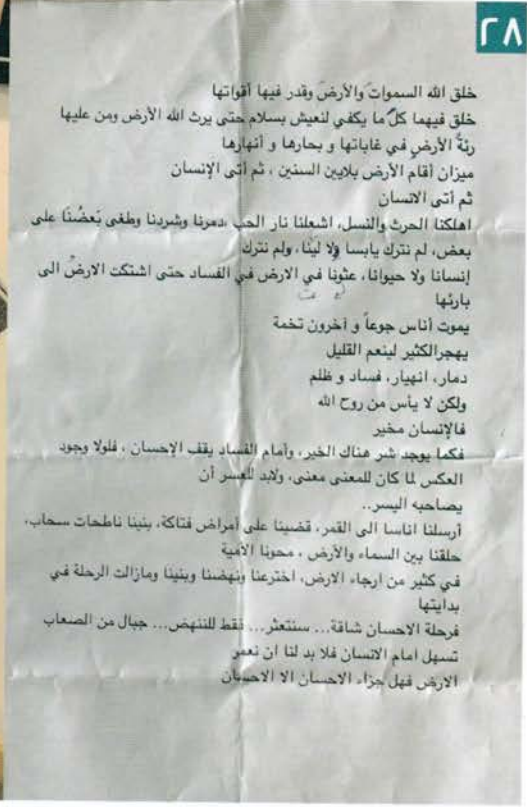 ٢٨
خلق الله السموات والأرض وقدر فيها أقواتها
خلق فيهما كلّ ما يكفي لنعيش بسلام حتى يرث الله الأرض ومن عليها
رئةُ الأرضِ في غاباتها و بحارها و أنهارها
ميزان أقام الأرض بلايين السنين ، ثم أتى الإنسان
ثم أتى الانسان
اهلكنا الحرث والنسل، اشعلنا نار الحب ،دمرنا وشردنا وطغى بَعضُنَا على
بعض، لم نترك يابسا ولا لينا، ولم نترك
إنسانا ولا حيوانا، عثونا في الارض في الفساد حتى اشتكت الارضُ الى
بارئها
يموت أناس جوعاً و آخرون تخمة
يهجرالكثير لينعم القليل
دمار، انهيار، فساد و ظلم
ولكن لا يأس من روح الله
فالإنسان مخير
فكما يوجد شر هناك الخير، وأمام الفساد يقف الإحسان ، فلولا وجود
العكس لما كان للمعنى معنى، ولابد للعسر أن
يصاحبه اليسر..
أرسلنا اناسا الى القمر، قضينا على أمراض فتاكة، بنينا ناطحات سحاب،
حلقنا بين السماء والأرض ، محونا الأمية
في كثير من ارجاء الارض، اخترعنا ونهضنا وبنينا ومازالت الرحلة في
بدايتها
فرحلة الاحسان شاقة... سنتعثر... فقط للننهض... جبال من الصعاب
تسهل امام الانسان فلا بد لنا ان نعمر
الارض فهل جزاء الاحسان الا الاحسان